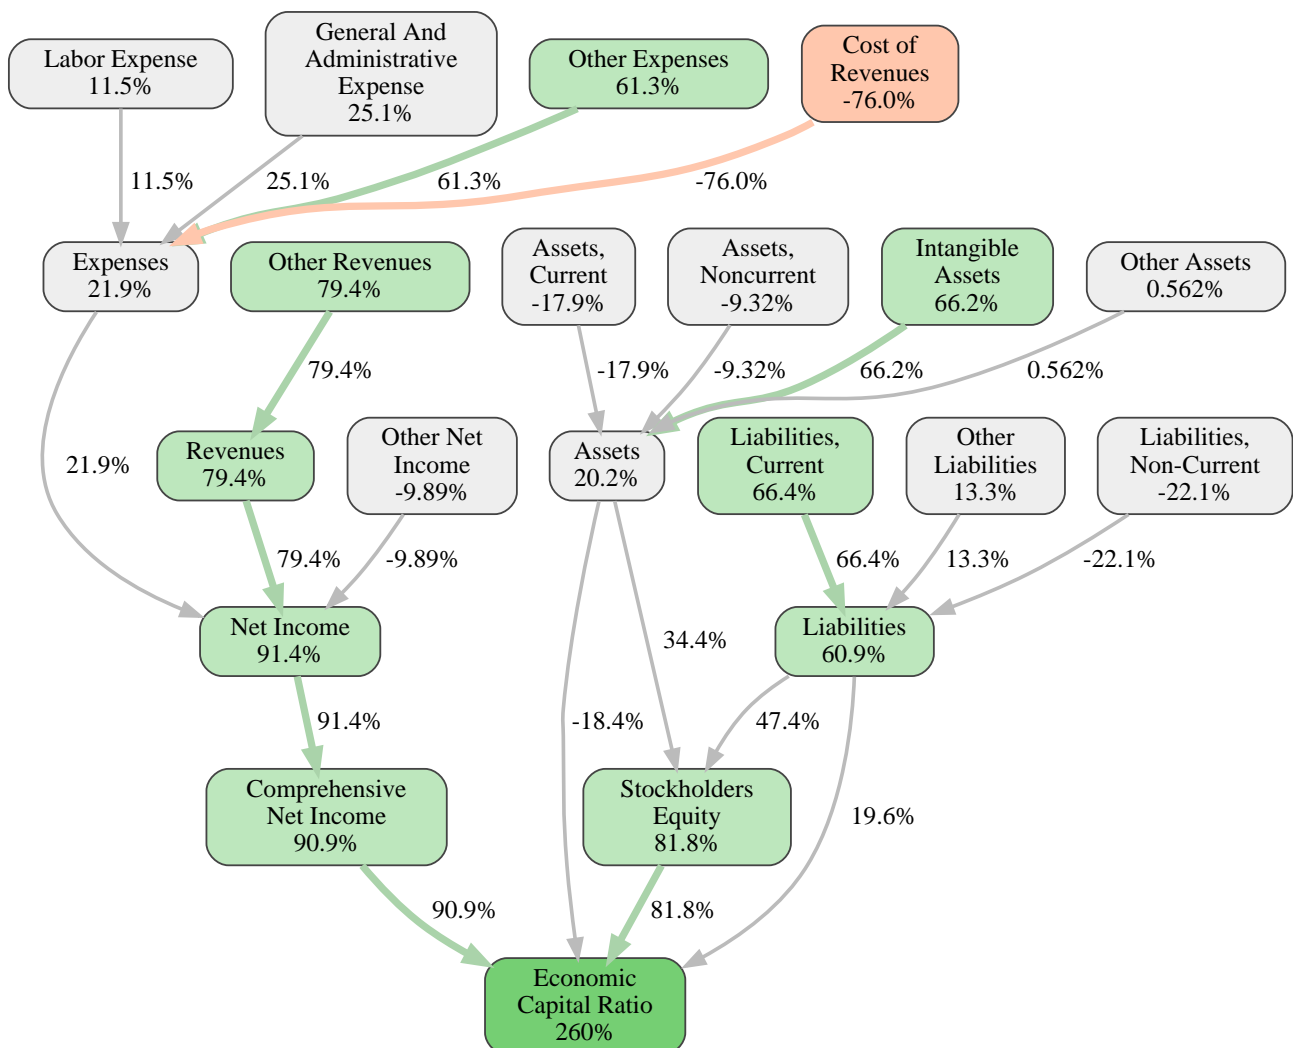 Labor Expense
11.5%
General And
Administrative
Expense
25.1%
Other Expenses
61.3%
Cost of
Revenues
-76.0%
11.5%
25.1%
61.3%
-76.0%
Expenses
21.9%
Other Revenues
79.4%
Assets,
Current
-17.9%
Assets,
Noncurrent
-9.32%
Intangible
Assets
66.2%
Other Assets
0.562%
79.4%
-17.9%
-9.32%
66.2%
0.562%
21.9%
Revenues
79.4%
Other Net
Income
-9.89%
Assets
20.2%
Liabilities,
Current
66.4%
Other
Liabilities
13.3%
Liabilities,
Non-Current
-22.1%
79.4%
-9.89%
66.4%
13.3%
-22.1%
Net Income
91.4%
34.4%
Liabilities
60.9%
91.4%
-18.4%
47.4%
Comprehensive
Net Income
90.9%
Stockholders
Equity
81.8%
19.6%
90.9%
81.8%
Economic
Capital Ratio
260%